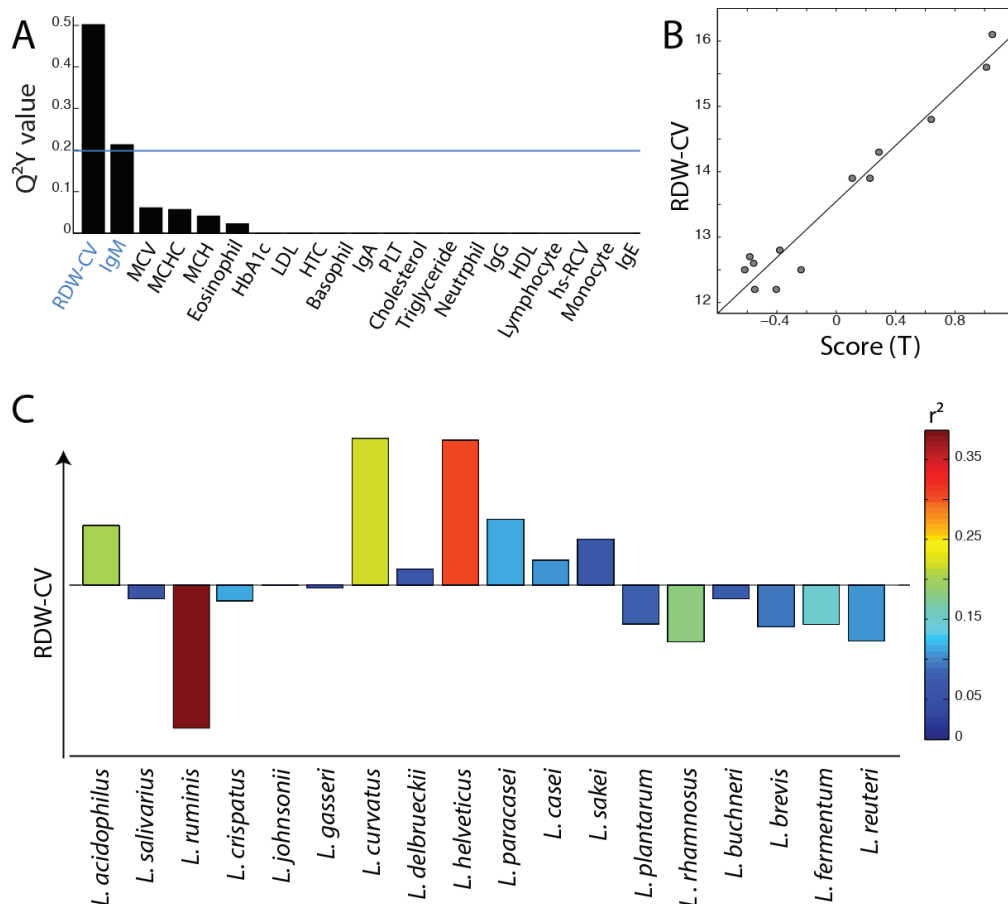 A
Q²Y value
0.5
0.4
0.3
0.2
0.1
0
RDW-CV
IgM
MCV
MCHC
MCH
Eosinophil
HbA1c
LDL
HTC
Basophil
IgA
PLT
Cholesterol
Triglyceride
Neutrphil
IgG
HDL
Lymphocyte
hs-RCV
Monocyte
IgE
B
RDW-CV
16
15
14
13
12
−0.4
0
0.4
0.8
Score (T)
C
RDW-CV
L. acidophilus
L. salivarius
L. ruminis
L. crispatus
L. johnsonii
L. gasseri
L. curvatus
L. delbrueckii
L. helveticus
L. paracasei
L. casei
L. sakei
L. plantarum
L. rhamnosus
L. buchneri
L. brevis
L. fermentum
L. reuteri
r²
0.35
0.25
0.15
0.05
0